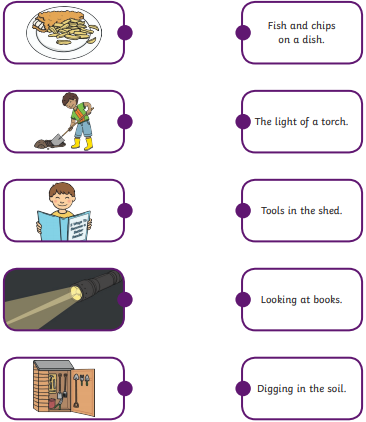 Fish and chips
on a dish.
The light of a torch.
Tools in the shed.
Looking at books.
Digging in the soil.